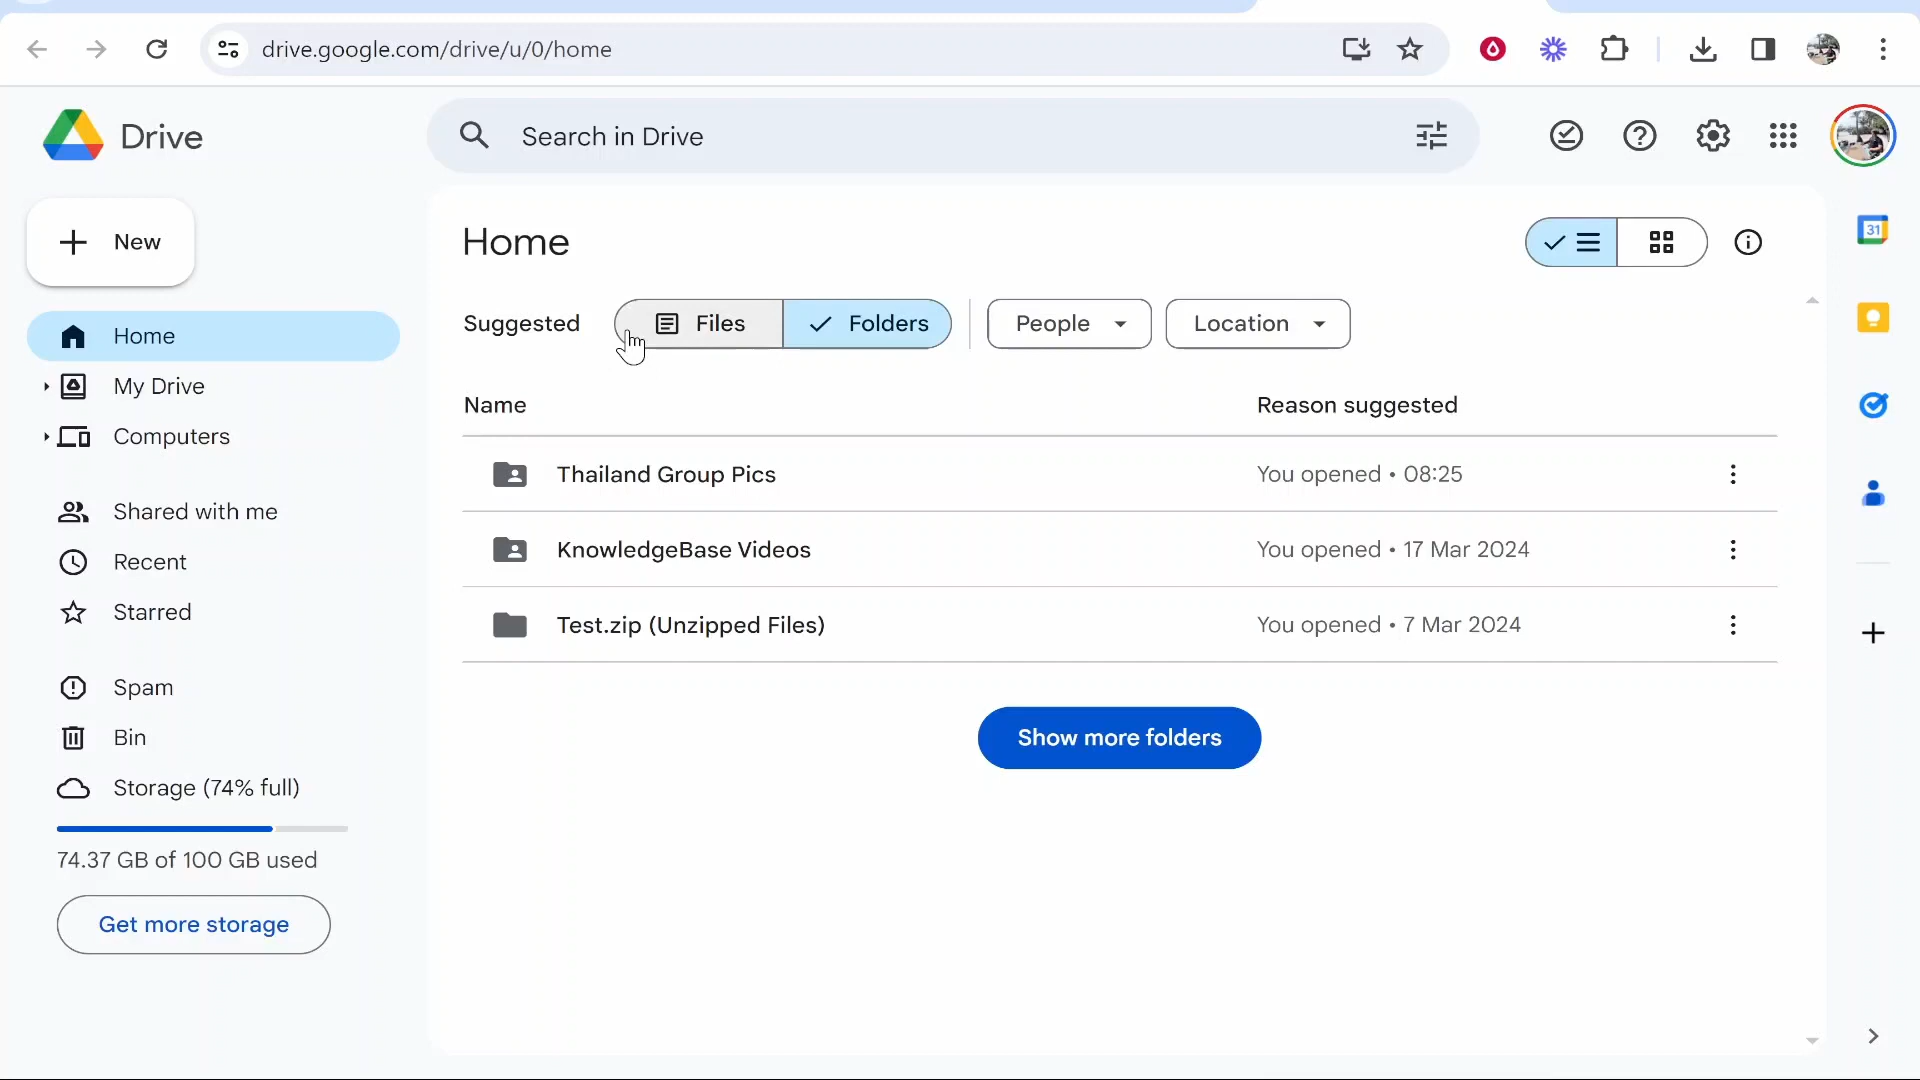 drive.google.com/drive/u/0/home
Drive
Search in Drive
New
Home
Suggested Files Folders People Location
Home
My Drive
Computers
Shared with me
Recent
Starred
Spam
Bin
Storage (74% full)
74.37 GB of 100 GB used
Get more storage
Name Reason suggested
Thailand Group Pics You opened • 08:25
KnowledgeBase Videos You opened • 17 Mar 2024
Test.zip (Unzipped Files) You opened • 7 Mar 2024
Show more folders
31